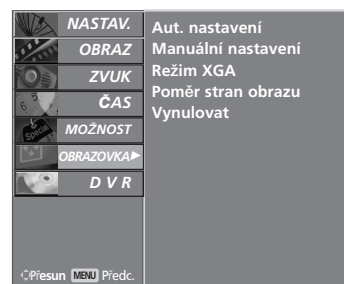 NASTAV.
OBRAZ
ZVUK
ČAS
MOŽNOST
OBRAZOVKA
D V R
Přesun MENU Předc.
Aut. nastavení
Manuální nastavení
Režim XGA
Poměr stran obrazu
Vynulovat